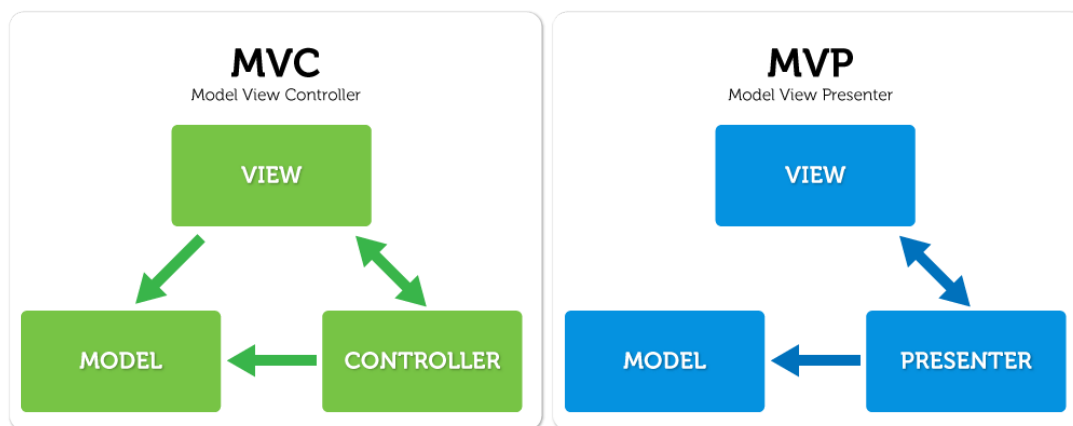 MVC
Model View Controller
VIEW
MODEL
CONTROLLER
MVP
Model View Presenter
VIEW
MODEL
PRESENTER